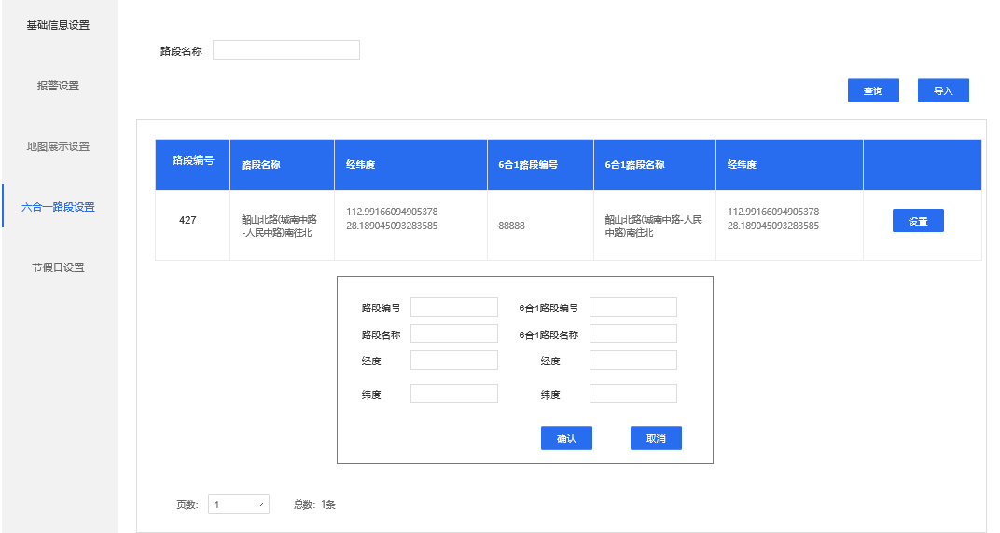 基础信息设置
报警设置
地图展示设置
六合一路段设置
节假日设置
路段名称
查询
导入
路段编号
路段名称
经纬度
6合1路段编号
6合1路段名称
经纬度
427
韶山北路(城南中路
-人民中路)南往北
112.99166094905378
28.189045093283585
88888
韶山北路(城南中路-人民
中路)南往北
112.99166094905378
28.189045093283585
设置
路段编号
6合1路段编号
路段名称
6合1路段名称
经度
经度
纬度
纬度
确认
取消
页数:
1
总数: 1条